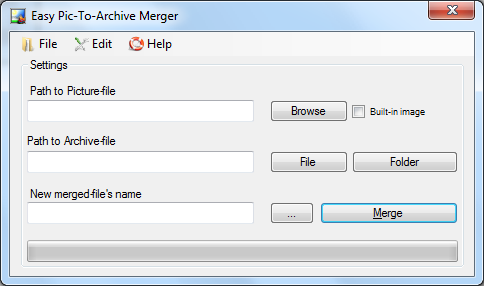 Easy Pic-To-Archive Merger
File Edit Help
Settings
Path to Picture-file
Browse Built-in image
Path to Archive-file
File Folder
New merged-file's name
... Merge